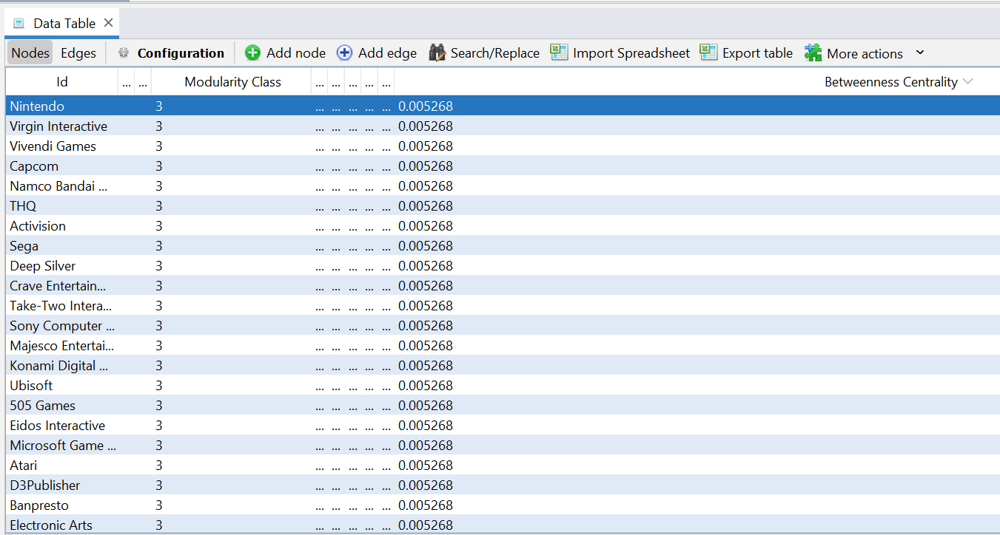 Data Table
Nodes Edges Configuration Add node Add edge Search/Replace Import Spreadsheet Export table More actions
Id ... ... Modularity Class ... ... ... ... ... Betweenness Centrality
Nintendo 3 ... ... ... ... ... 0.005268
Virgin Interactive 3 ... ... ... ... ... 0.005268
Vivendi Games 3 ... ... ... ... ... 0.005268
Capcom 3 ... ... ... ... ... 0.005268
Namco Bandai ... 3 ... ... ... ... ... 0.005268
THQ 3 ... ... ... ... ... 0.005268
Activision 3 ... ... ... ... ... 0.005268
Sega 3 ... ... ... ... ... 0.005268
Deep Silver 3 ... ... ... ... ... 0.005268
Crave Entertain... 3 ... ... ... ... ... 0.005268
Take-Two Intera... 3 ... ... ... ... ... 0.005268
Sony Computer ... 3 ... ... ... ... ... 0.005268
Majesco Entertai... 3 ... ... ... ... ... 0.005268
Konami Digital ... 3 ... ... ... ... ... 0.005268
Ubisoft 3 ... ... ... ... ... 0.005268
505 Games 3 ... ... ... ... ... 0.005268
Eidos Interactive 3 ... ... ... ... ... 0.005268
Microsoft Game ... 3 ... ... ... ... ... 0.005268
Atari 3 ... ... ... ... ... 0.005268
D3Publisher 3 ... ... ... ... ... 0.005268
Banpresto 3 ... ... ... ... ... 0.005268
Electronic Arts 3 ... ... ... ... ... 0.005268